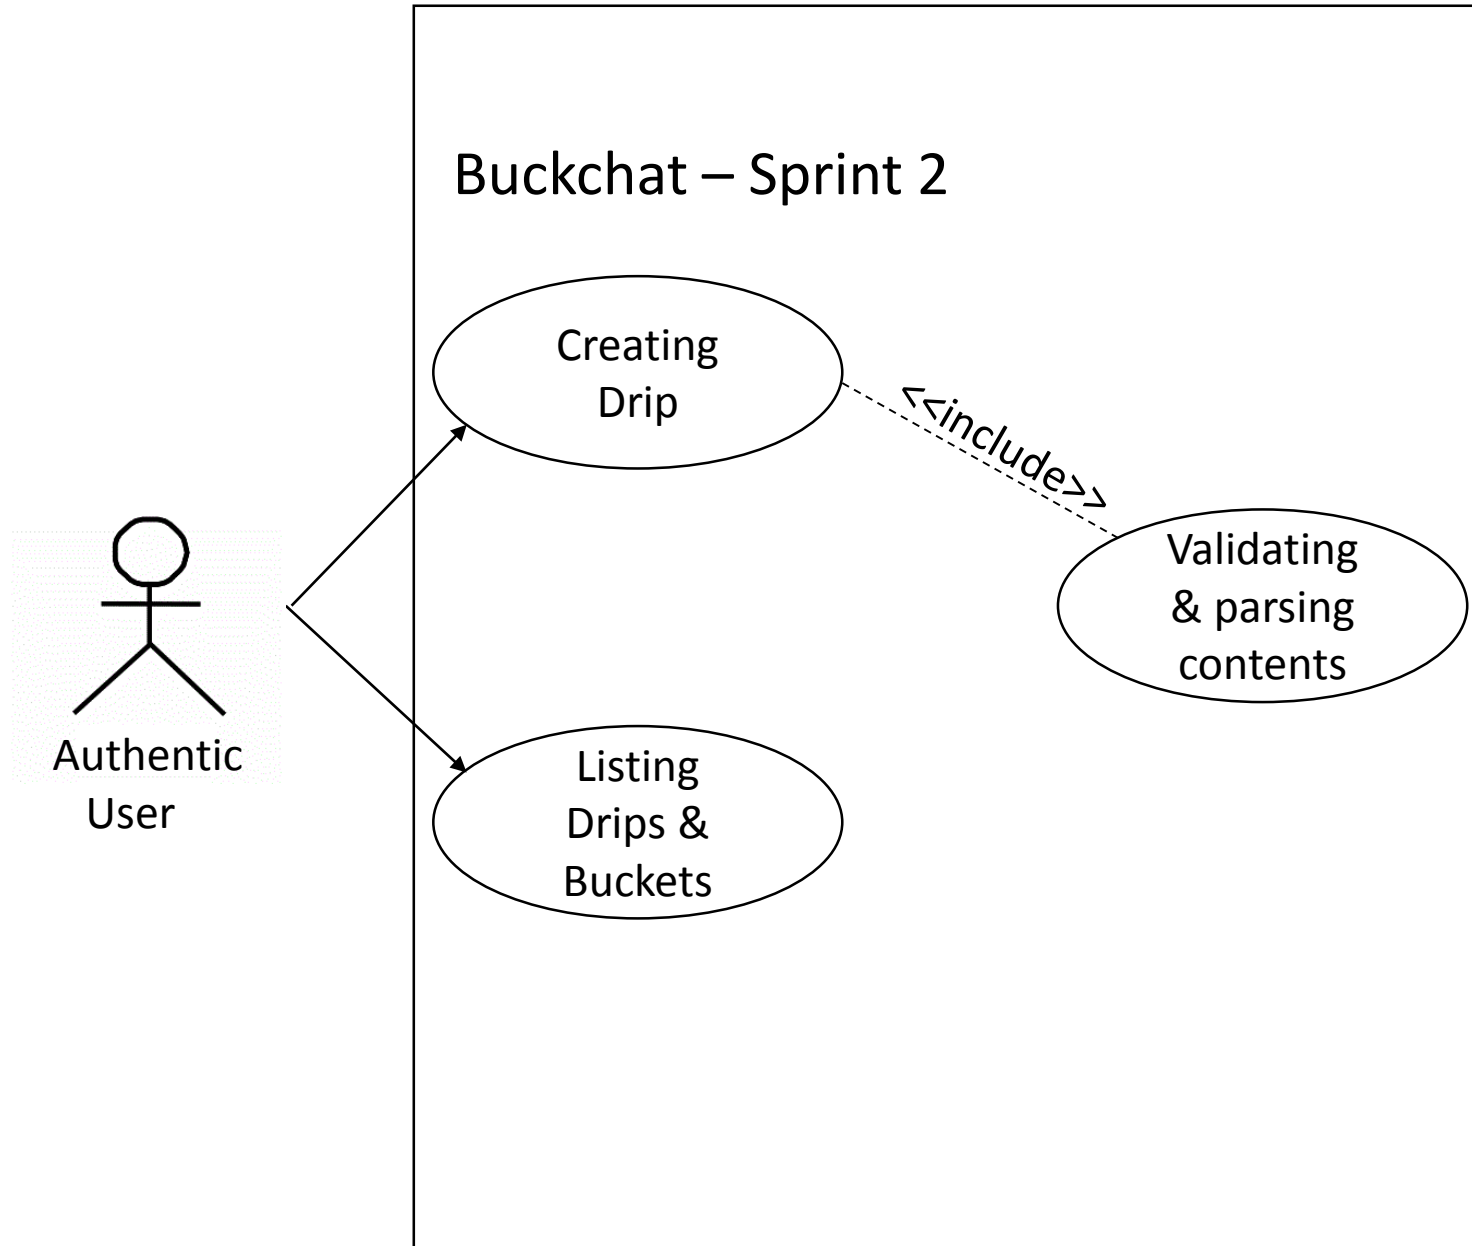 Buckchat – Sprint 2
Creating
Drip
<<include>>
Validating
& parsing
contents
Authentic
User
Listing
Drips &
Buckets